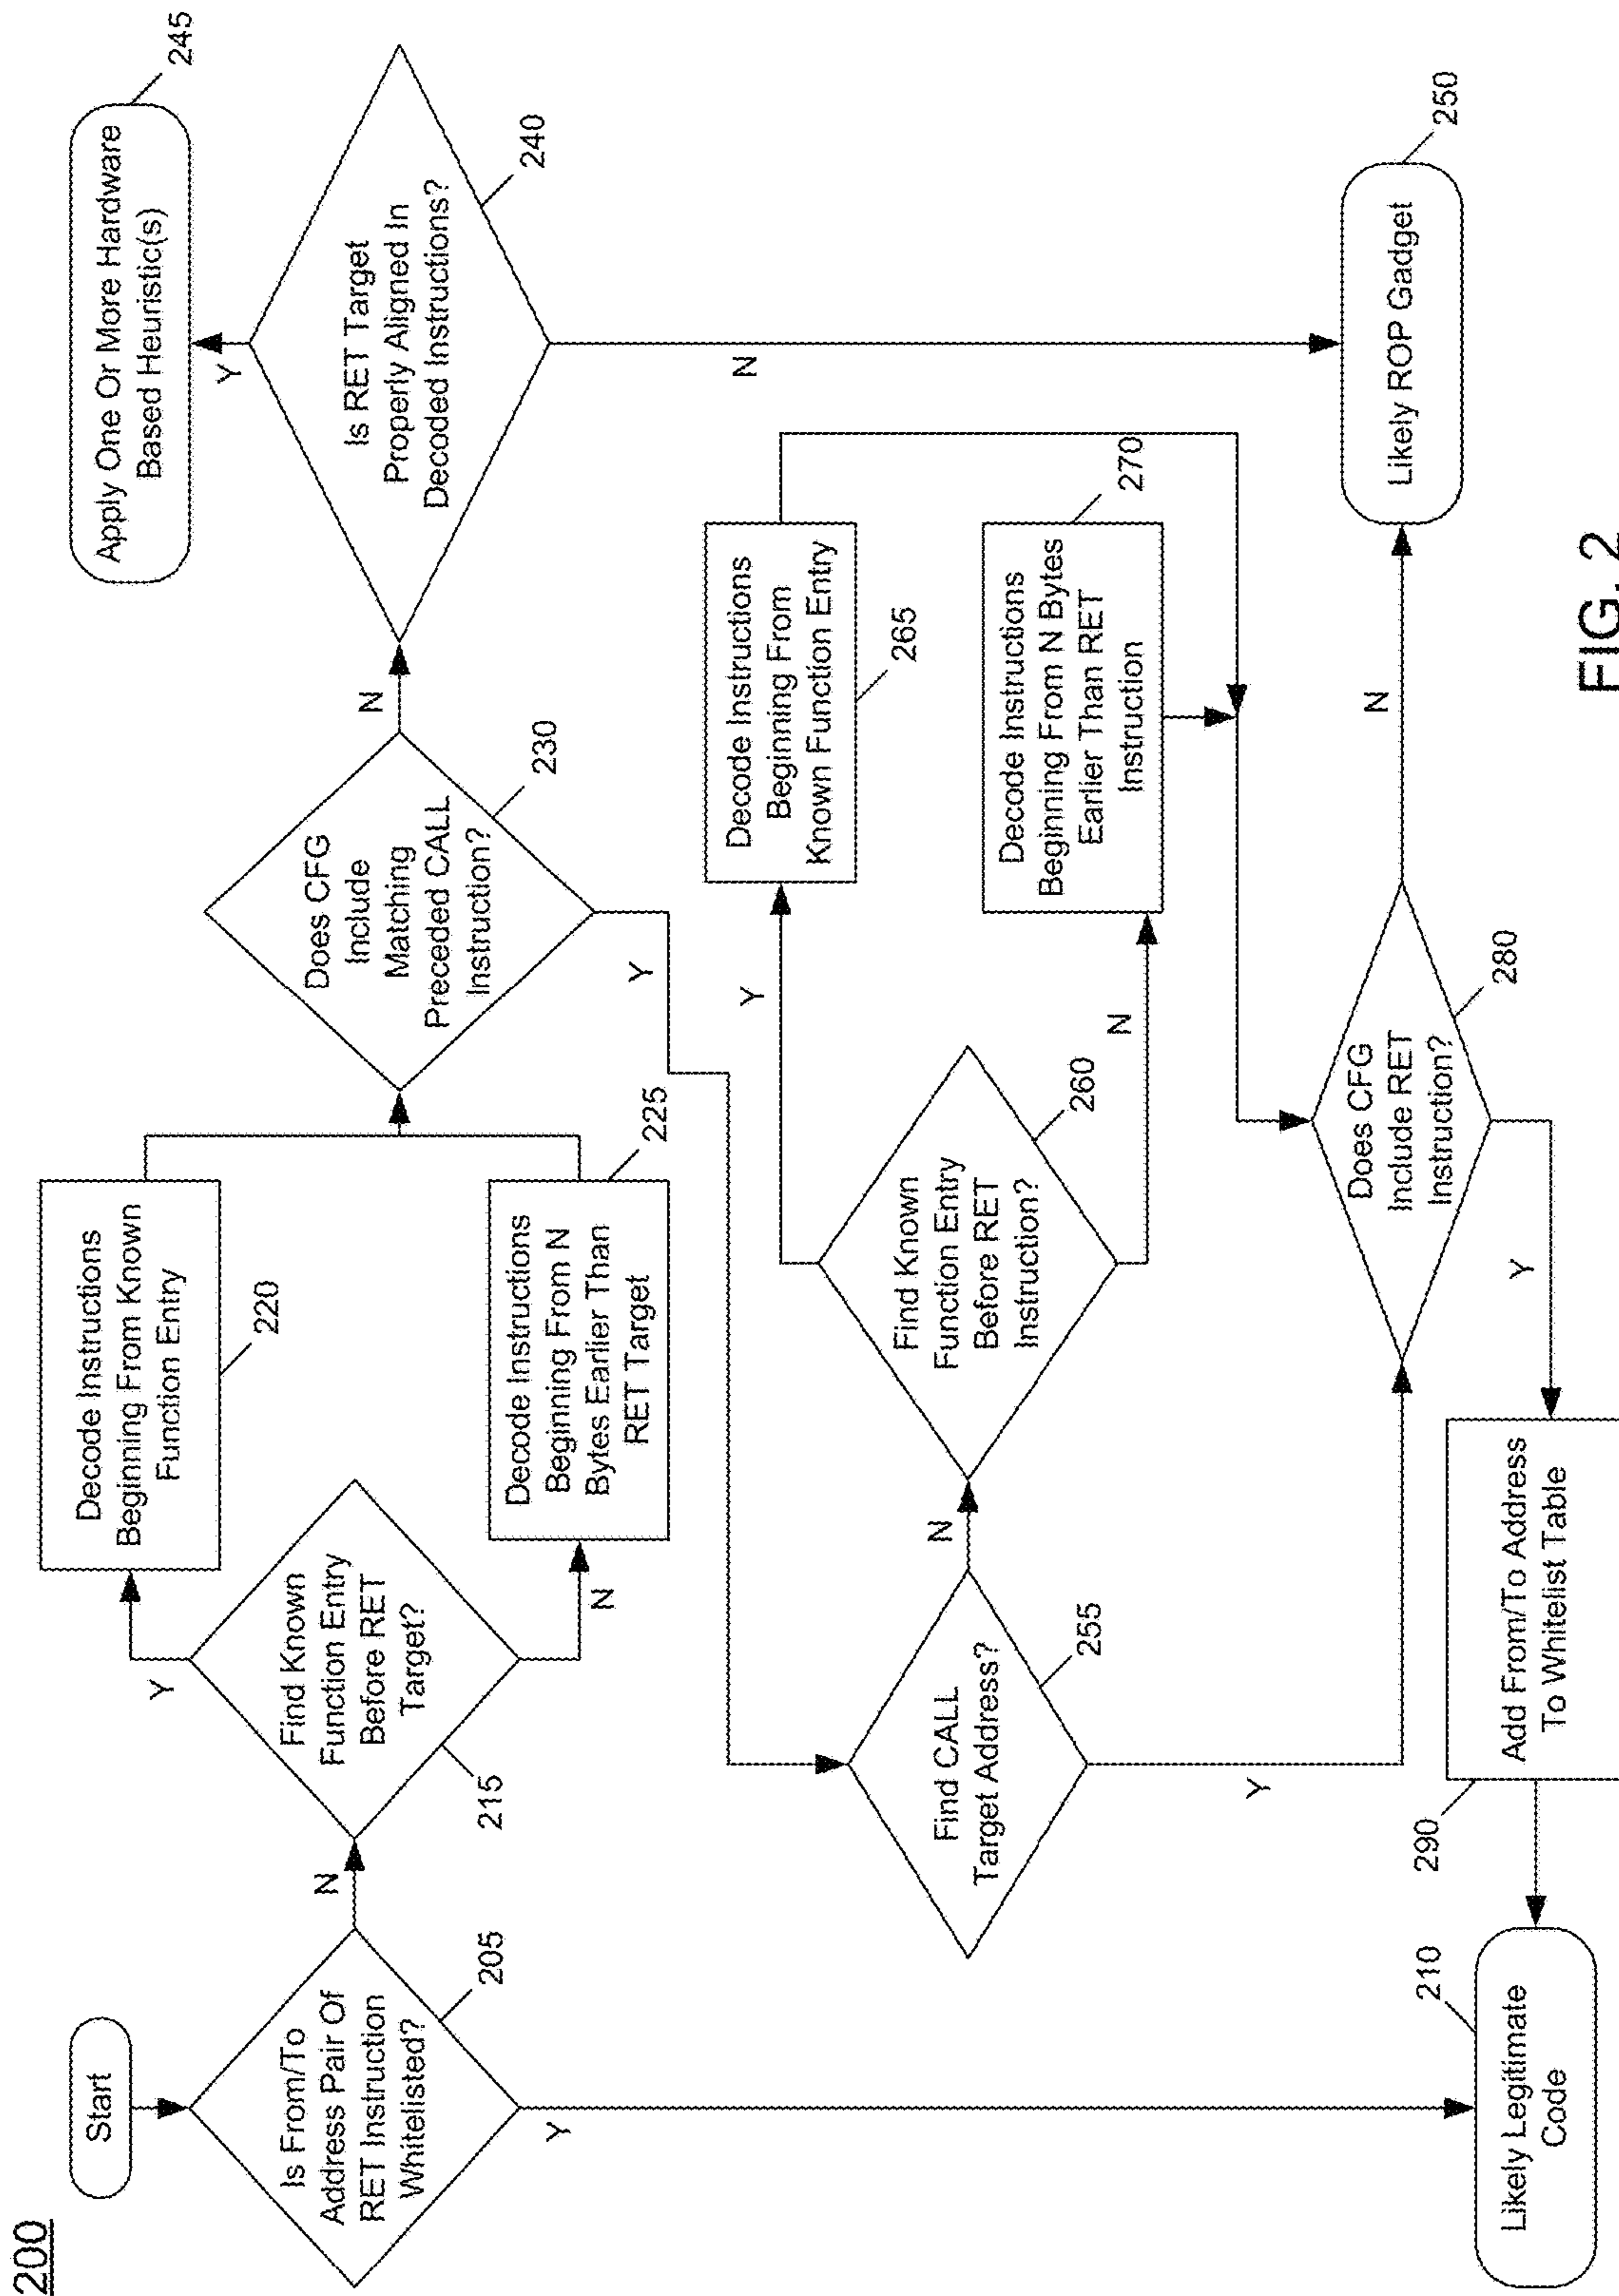 200
Start
Is From/To
Address Pair Of
RET Instruction
Whitelisted?
205
N
Y
Find Known
Function Entry
Before RET
Target?
215
Y
N
Decode Instructions
Beginning From Known
Function Entry
220
Decode Instructions
Beginning From N
Bytes Earlier Than
RET Target
225
Does CFG
Include
Matching
Preceded CALL
Instruction?
230
N
Y
Is RET Target
Properly Aligned In
Decoded Instructions?
240
Y
N
Apply One Or More Hardware
Based Heuristic(s)
245
Find CALL
Target Address?
255
N
Y
Find Known
Function Entry
Before RET
Instruction?
260
Y
N
Decode Instructions
Beginning From
Known Function Entry
265
Decode Instructions
Beginning From N Bytes
Earlier Than RET
Instruction
270
Does CFG
Include RET
Instruction?
280
N
Y
Likely ROP Gadget
250
Add From/To Address
To Whitelist Table
290
Likely Legitimate
Code
210
FIG. 2